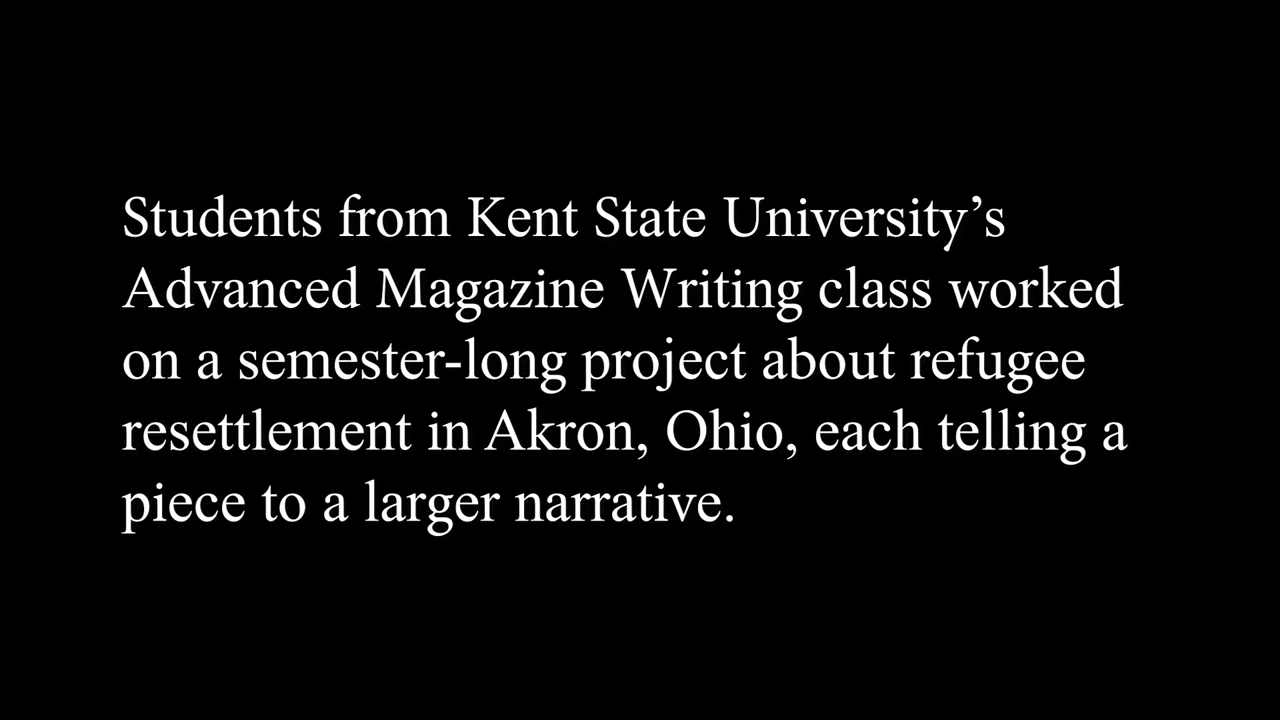 Students from Kent State University’s
Advanced Magazine Writing class worked
on a semester-long project about refugee
resettlement in Akron, Ohio, each telling a
piece to a larger narrative.